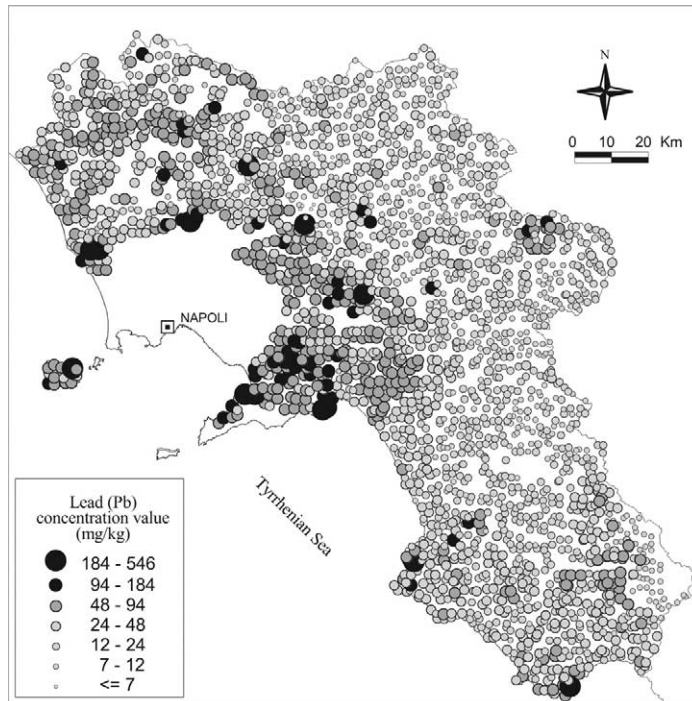 N
0 10 20 Km
NAPOLI
Tyrrhenian Sea
Lead (Pb)
concentration value
(mg/kg)
184 - 546
94 - 184
48 - 94
24 - 48
12 - 24
7 - 12
<= 7